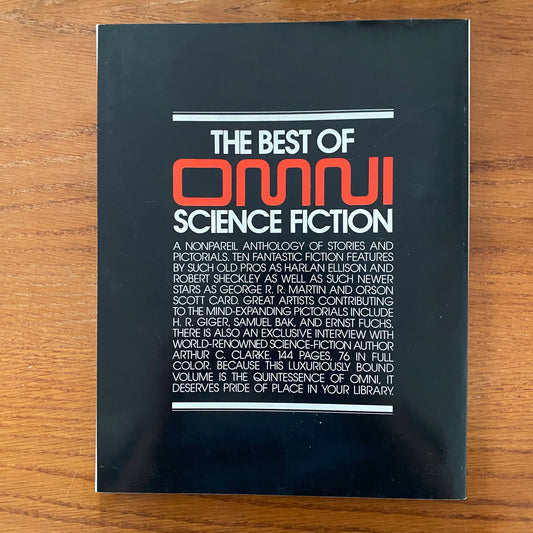 THE BEST OF
OMNI
SCIENCE FICTION
A NONPAREIL ANTHOLOGY OF STORIES AND
PICTORIALS. TEN FANTASTIC FICTION FEATURES
BY SUCH OLD PROS AS HARLAN ELLISON AND
ROBERT SHECKLEY AS WELL AS SUCH NEWER
STARS AS GEORGE R. R. MARTIN AND ORSON
SCOTT CARD. GREAT ARTISTS CONTRIBUTING
TO THE MIND-EXPANDING PICTORIALS INCLUDE
H. R. GIGER, SAMUEL BAK, AND ERNST FUCHS.
THERE IS ALSO AN EXCLUSIVE INTERVIEW WITH
WORLD-RENOWNED SCIENCE-FICTION AUTHOR
ARTHUR C. CLARKE. 144 PAGES, 76 IN FULL
COLOR. BECAUSE THIS LUXURIOUSLY BOUND
VOLUME IS THE QUINTESSENCE OF OMNI, IT
DESERVES PRIDE OF PLACE IN YOUR LIBRARY.